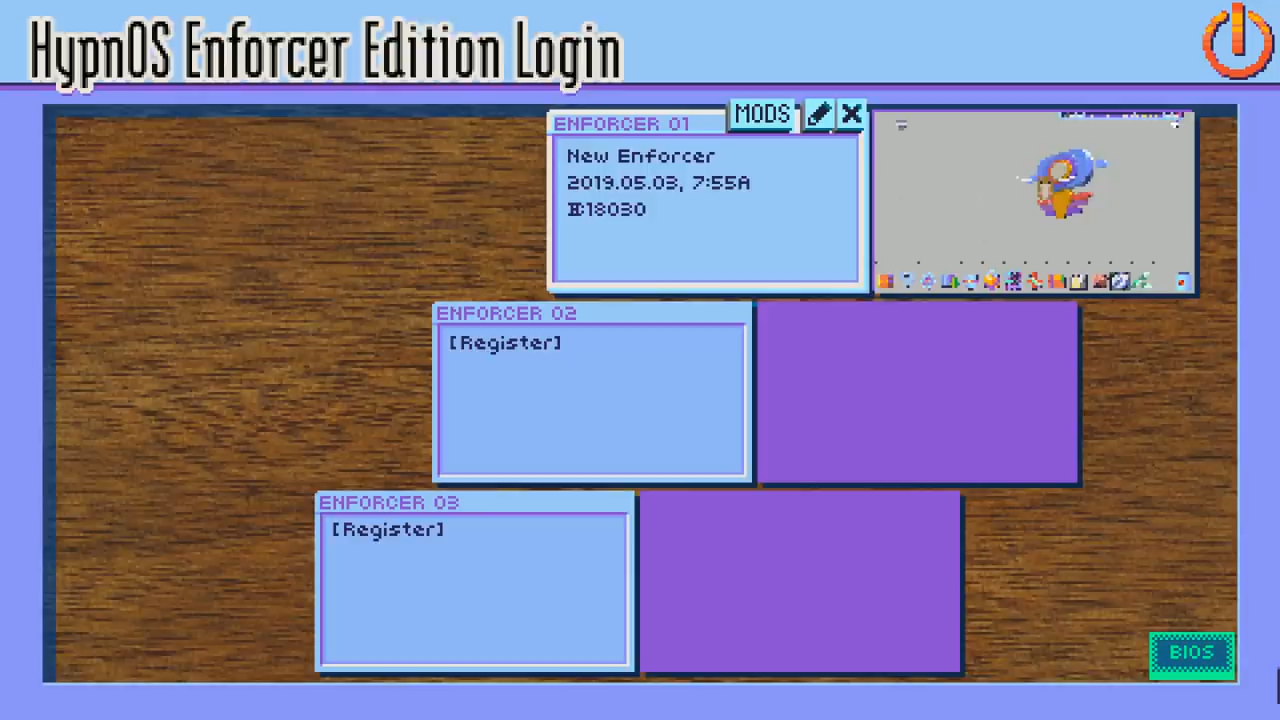 HypnOS Enforcer Edition Login
ENFORCER 01
MODS
New Enforcer
2019.05.03, 7:55A
ENFORCER 02
[Register]
ENFORCER 03
[Register]
BIOS